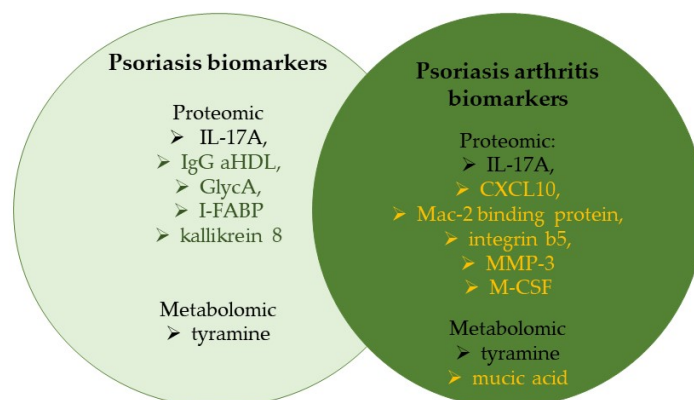 Psoriasis biomarkers
Proteomic
➢ IL-17A,
➢ IgG aHDL,
➢ GlycA,
➢ I-FABP
➢ kallikrein 8
Metabolomic
➢ tyramine
Psoriasis arthritis
biomarkers
Proteomic:
➢ IL-17A,
➢ CXCL10,
➢ Mac-2 binding protein,
➢ integrin b5,
➢ MMP-3
➢ M-CSF
Metabolomic
➢ tyramine
➢ mucic acid